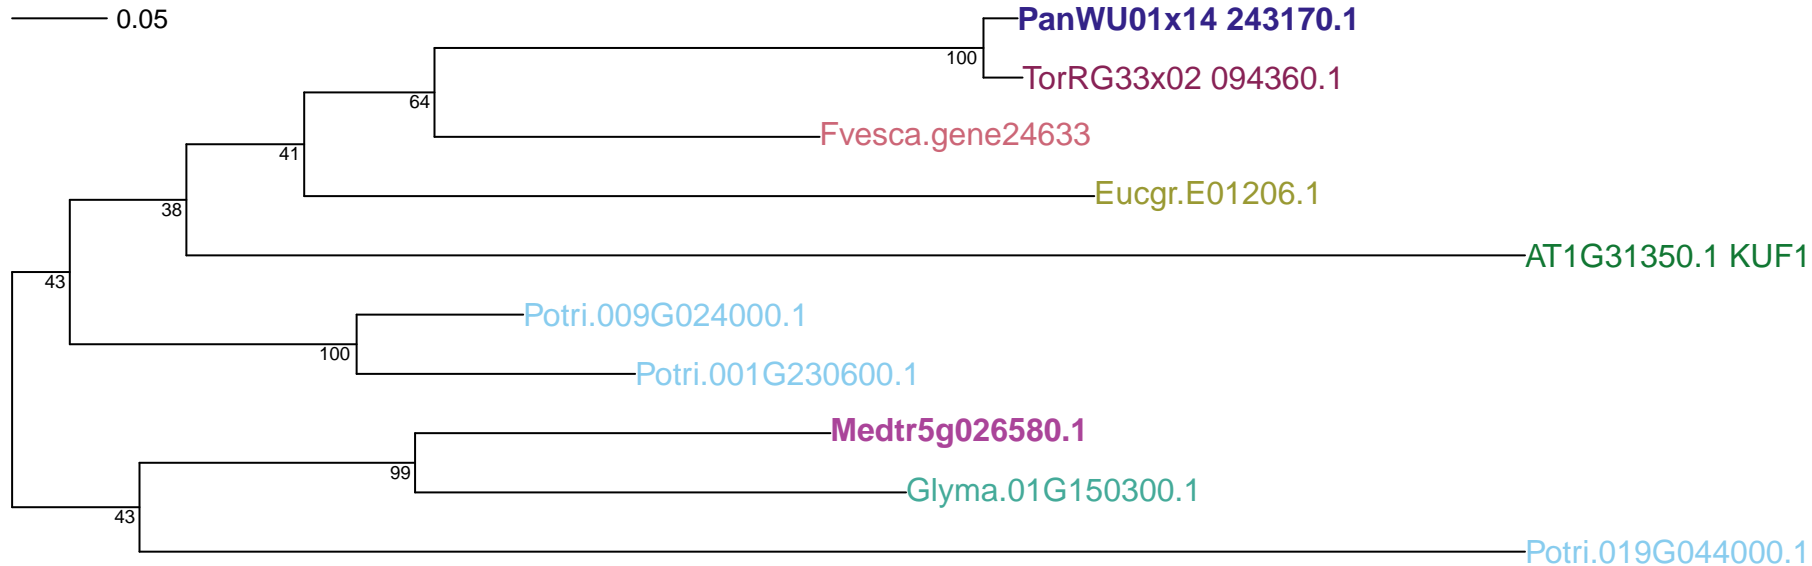 0.05
PanWU01x14 243170.1
100
TorRG33x02 094360.1
64
Fvesca.gene24633
41
Eucgr.E01206.1
38
AT1G31350.1 KUF1
43
Potri.009G024000.1
100
Potri.001G230600.1
Medtr5g026580.1
99
Glyma.01G150300.1
43
Potri.019G044000.1